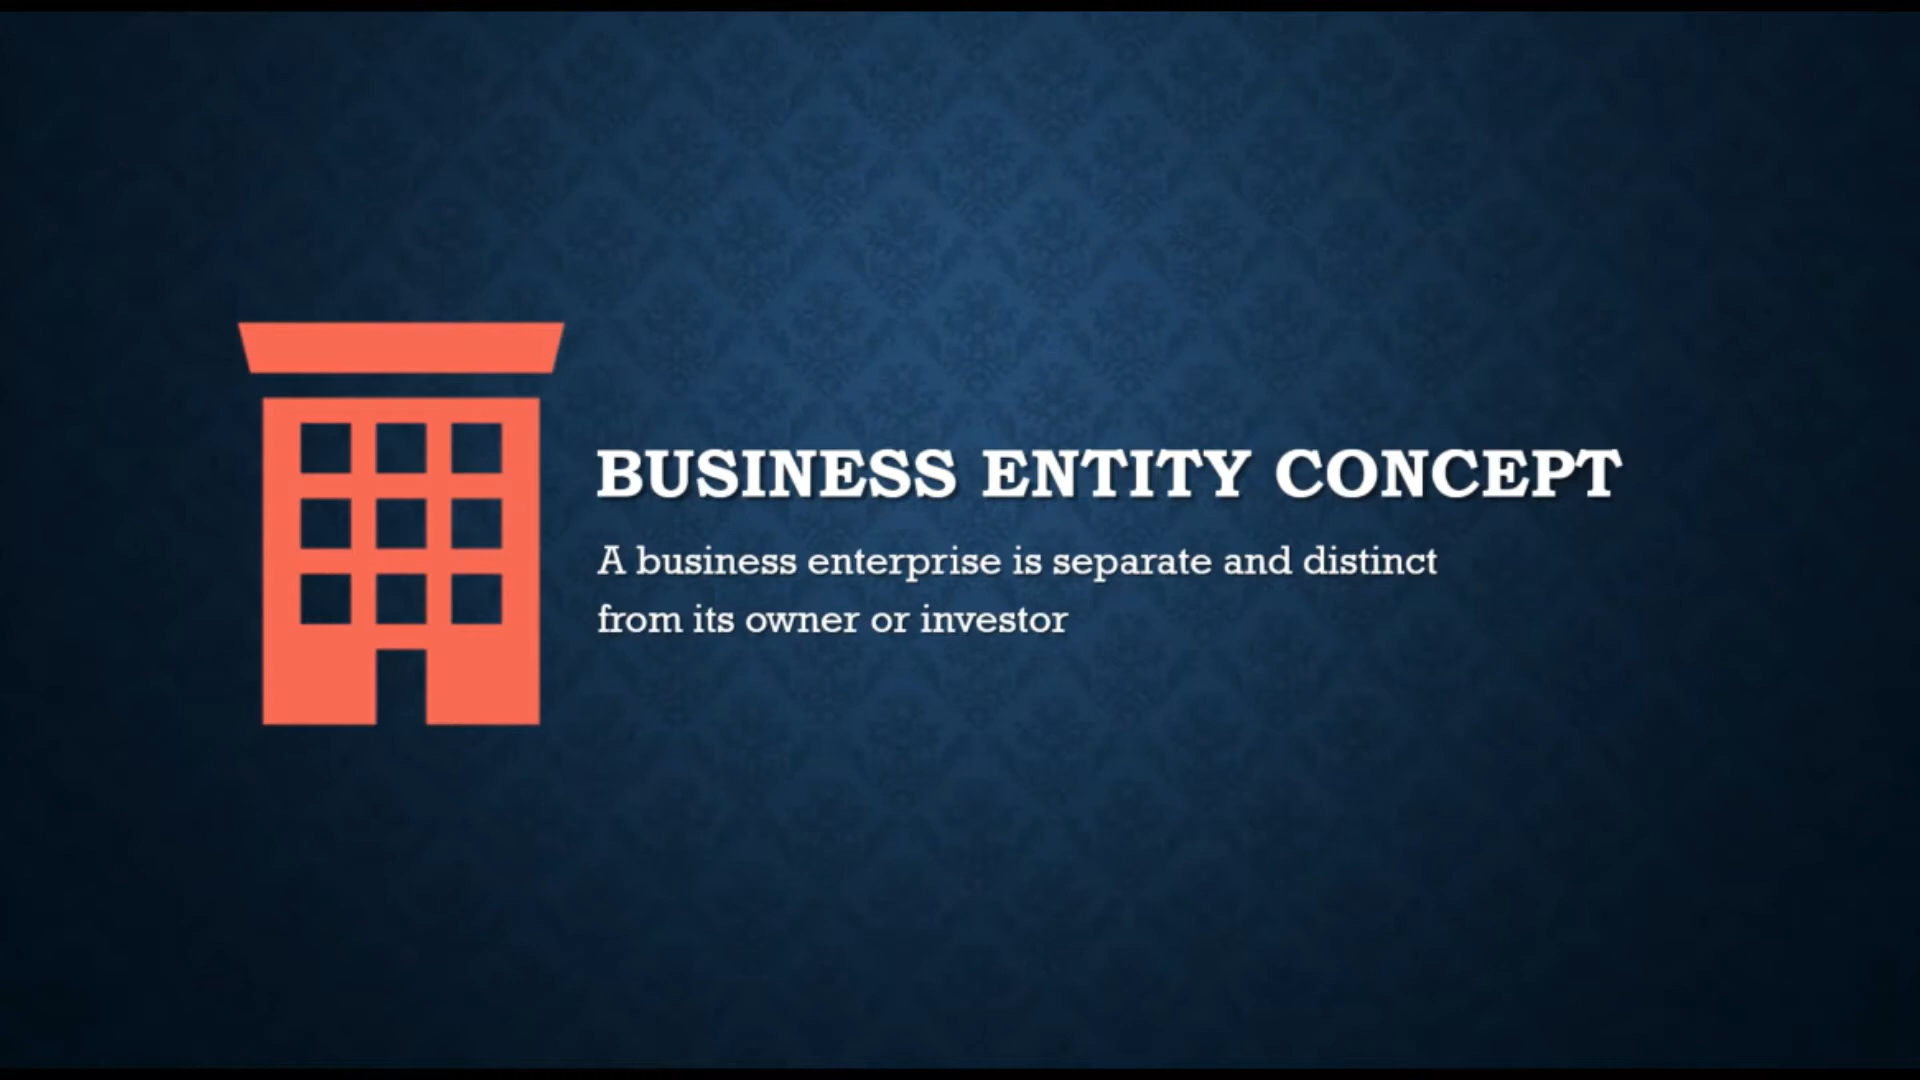 BUSINESS ENTITY CONCEPT
A business enterprise is separate and distinct
from its owner or investor